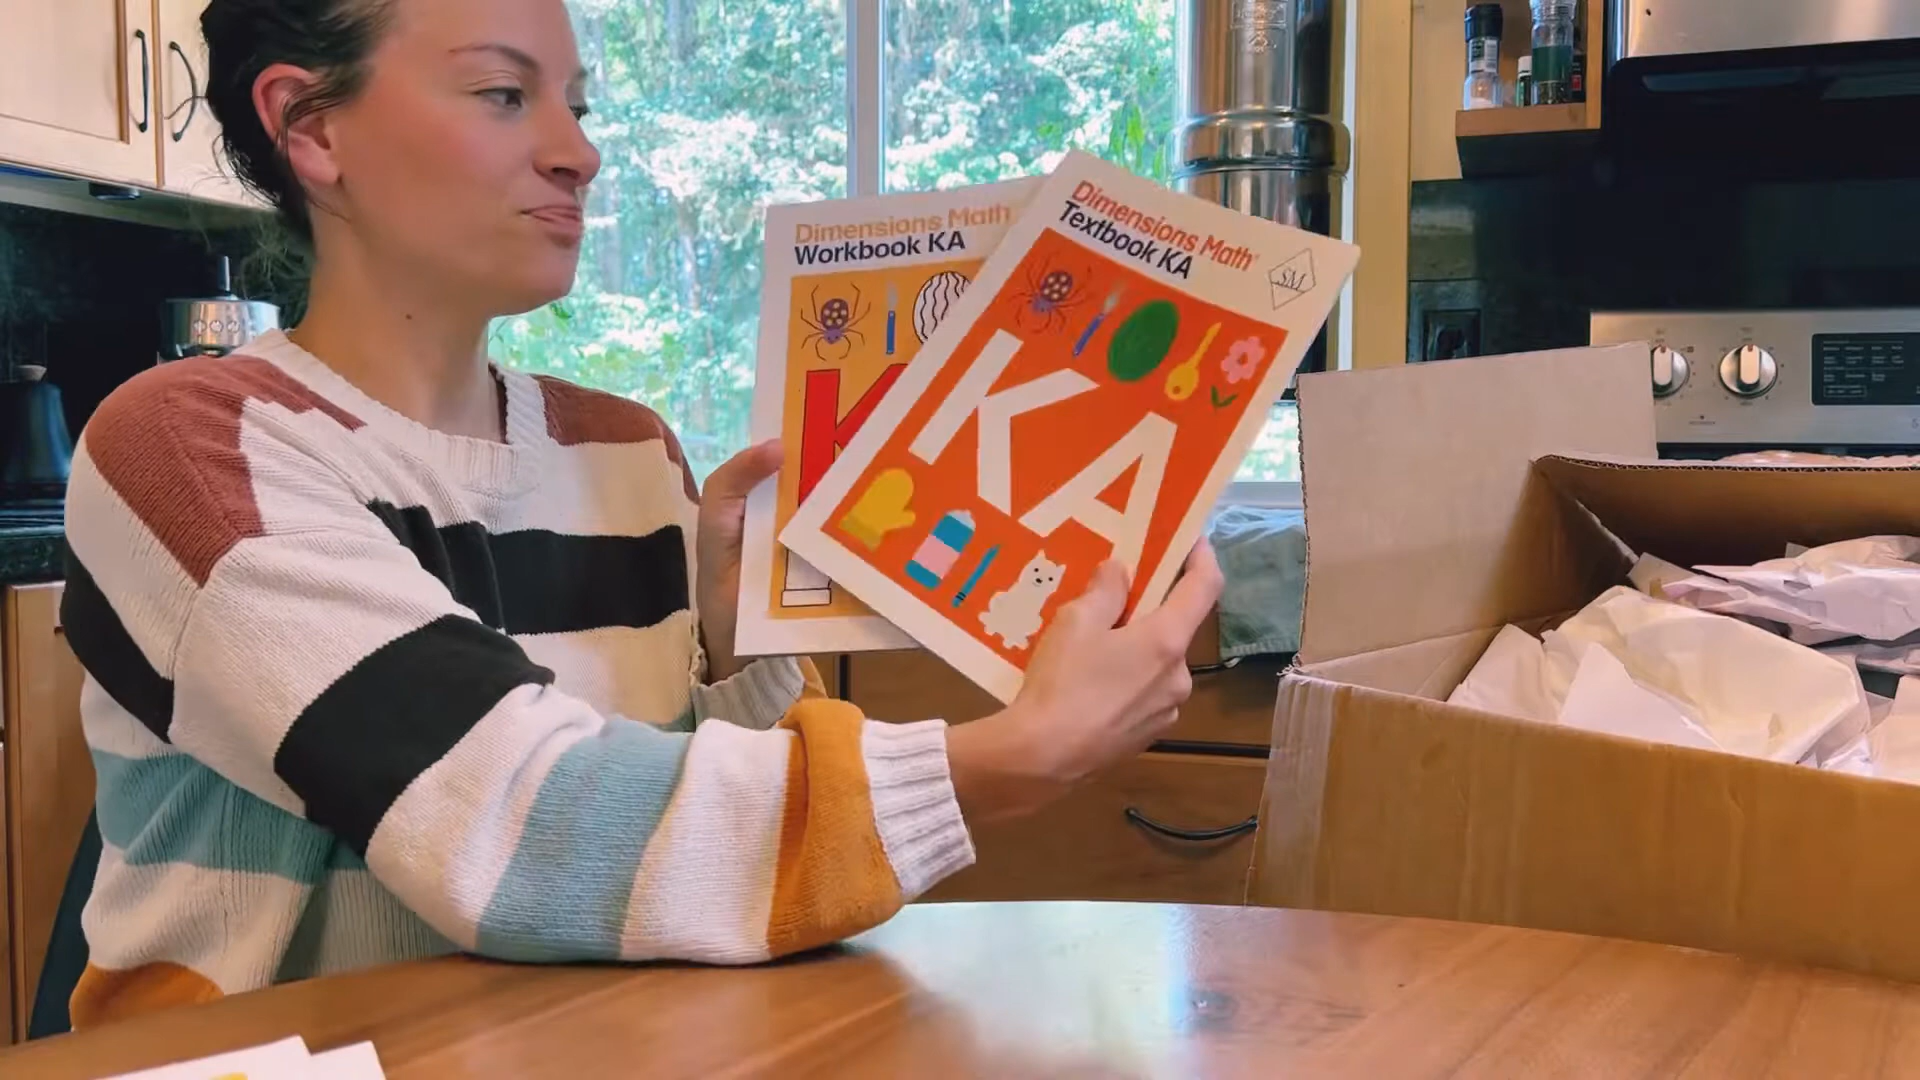 Dimensions Math
Workbook KA
K
Dimensions Math®
Textbook KA
SM
KA